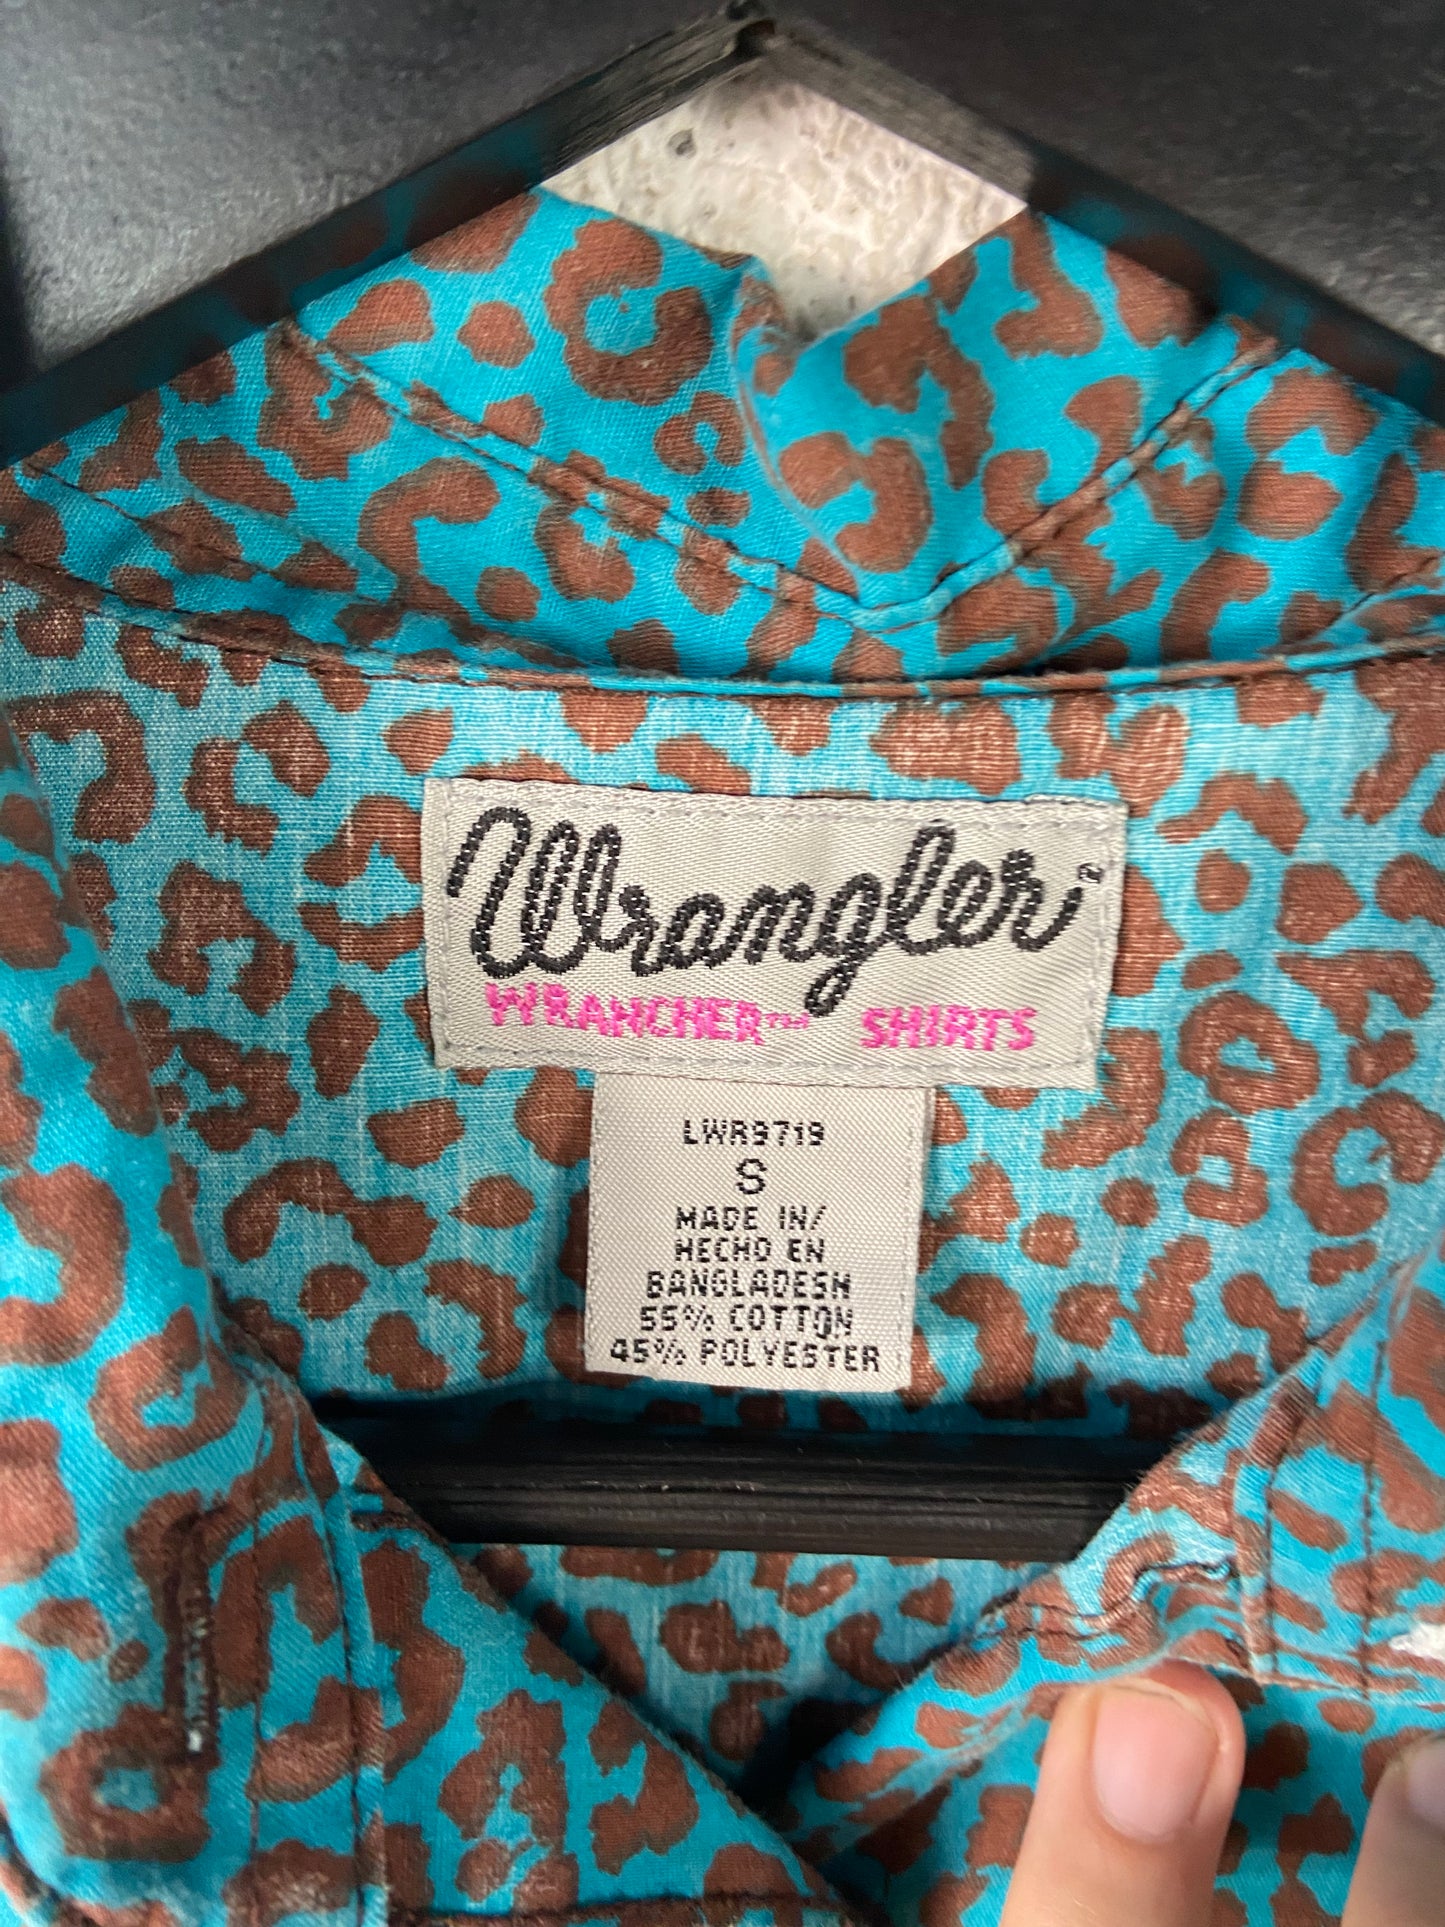 Wrangler
WRANCHER™ SHIRTS
LWR9719
S
MADE IN/
HECHO EN
BANGLADESH
55% COTTON
45% POLYESTER